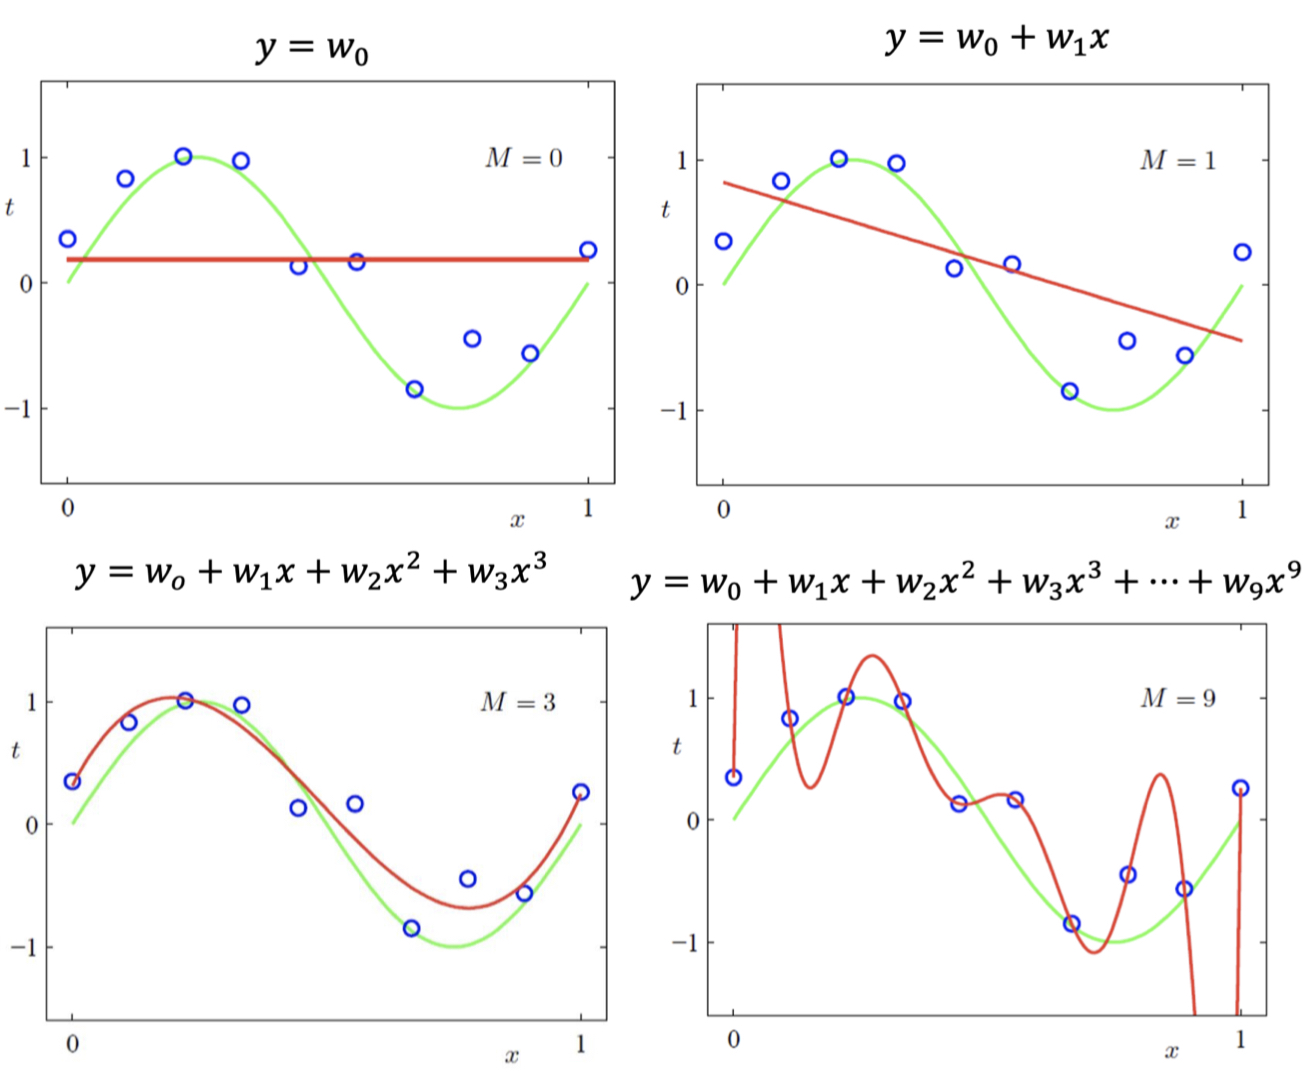 y = w₀
1
M = 0
t
0
−1
0
1
x
y = w₀ + w₁x
1
M = 1
t
0
−1
0
1
x
y = wₒ + w₁x + w₂x² + w₃x³
1
M = 3
t
0
−1
0
1
x
y = w₀ + w₁x + w₂x² + w₃x³ + ⋯ + w₉x⁹
1
M = 9
t
0
−1
0
1
x